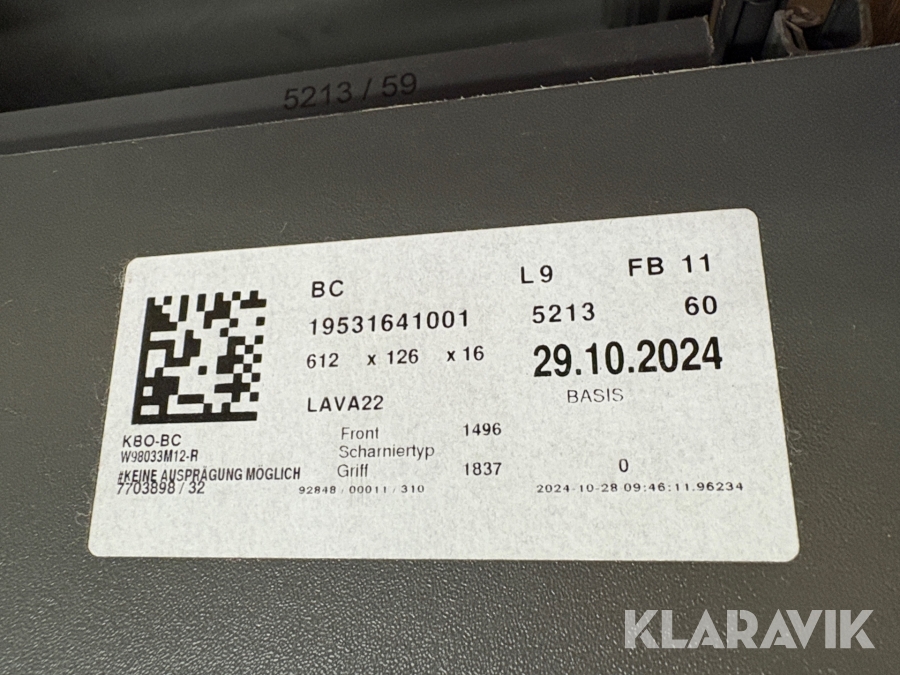 5213 / 59
BC L9 FB 11
19531641001 5213 60
612 x 126 x 16 29.10.2024
LAVA22 BASIS
KBO-BC Front 1496
W98033M12-R Scharniertyp
#KEINE AUSPRÄGUNG MÖGLICH Griff 1837 0
7703898 / 32 92848 / 00011 / 310 2024-10-28 09:46:11.96234
KLARAVIK